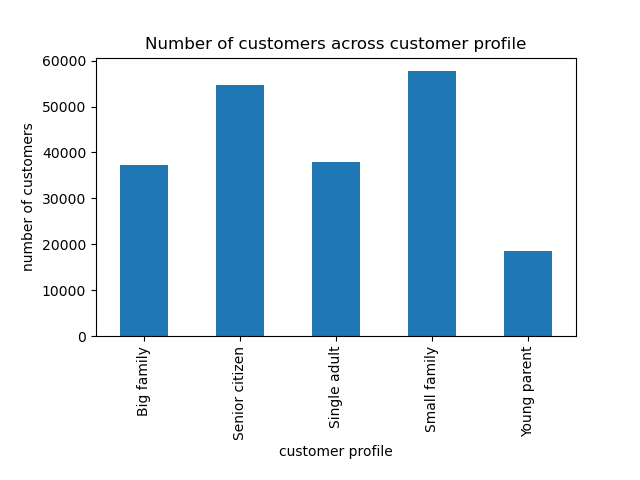 Number of customers across customer profile
60000
50000
40000
30000
20000
10000
0
number of customers
Big family
Senior citizen
Single adult
Small family
Young parent
customer profile